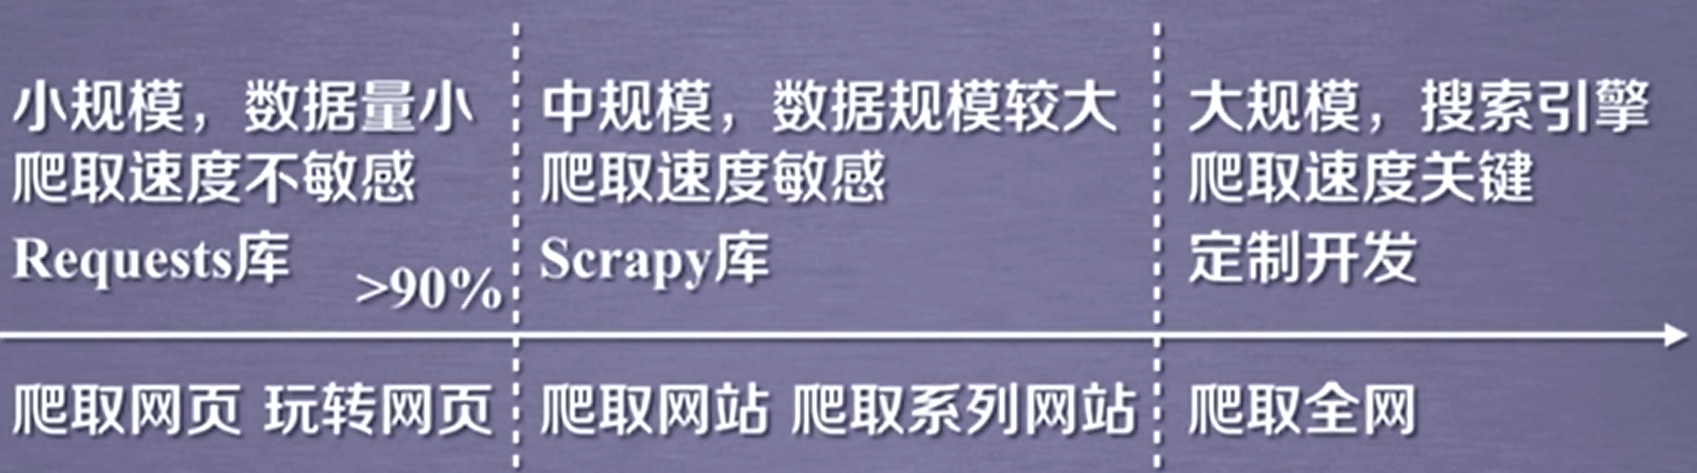 小规模，数据量小
爬取速度不敏感
Requests库
>90%
爬取网页 玩转网页
中规模，数据规模较大
爬取速度敏感
Scrapy库
爬取网站 爬取系列网站
大规模，搜索引擎
爬取速度关键
定制开发
爬取全网